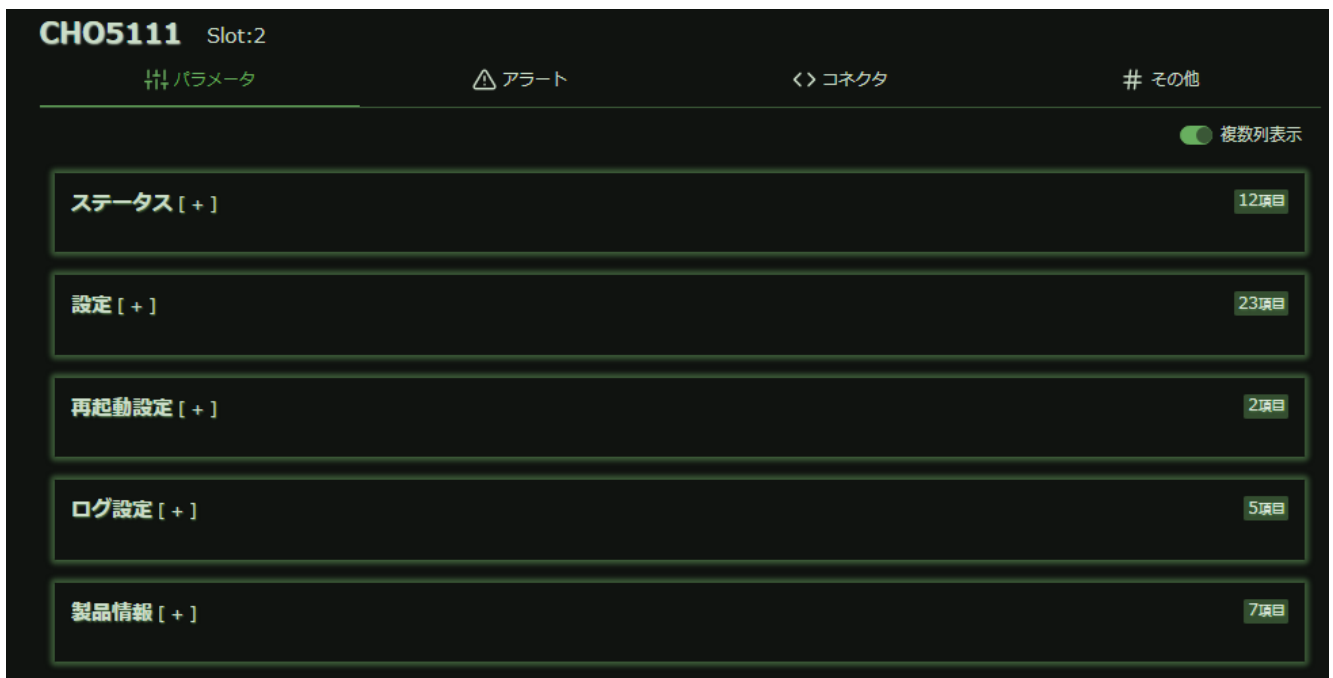 CHO5111 Slot:2
パラメータ アラート コネクタ # その他
複数列表示
ステータス [ + ] 12項目
設定 [ + ] 23項目
再起動設定 [ + ] 2項目
ログ設定 [ + ] 5項目
製品情報 [ + ] 7項目